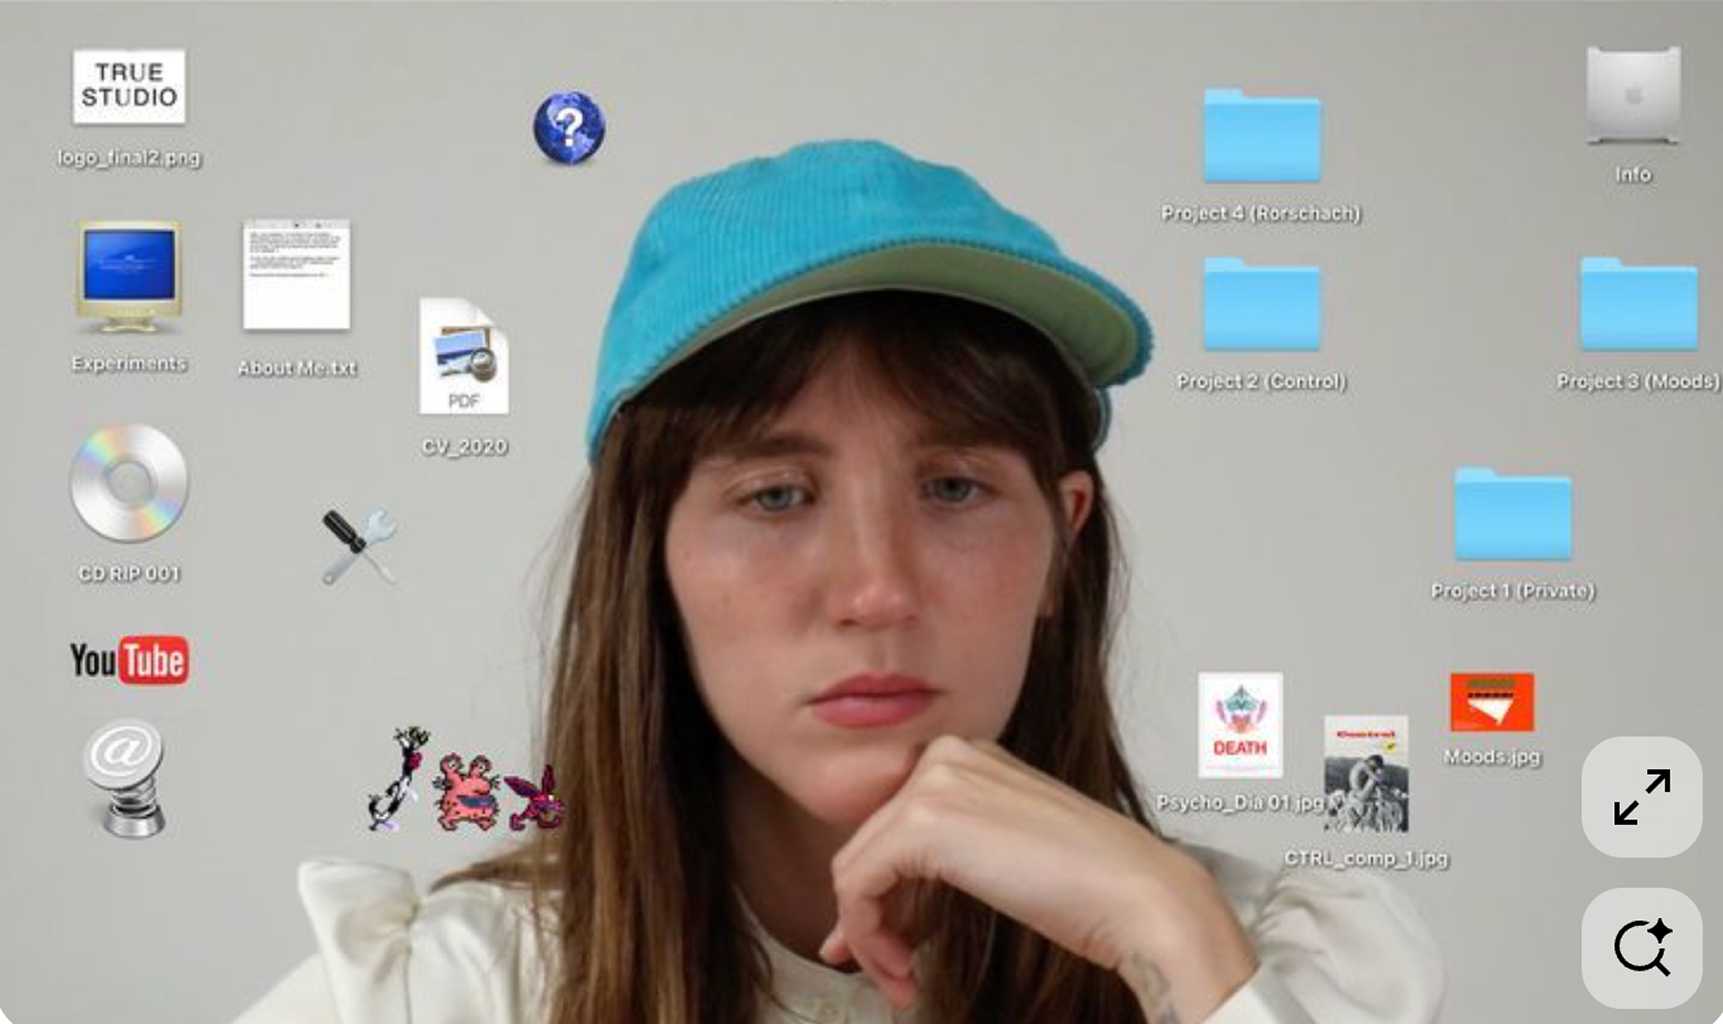 TRUE
STUDIO
logo_final2.png
?
Info
Project 4 (Rorschach)
Experiments
About Me.txt
PDF
CV_2020
Project 2 (Control)
Project 3 (Moods)
CD RIP 001
Project 1 (Private)
YouTube
@
DEATH
Control
Moods.jpg
Psycho_Dia 01.jpg
CTRL_comp_1.jpg